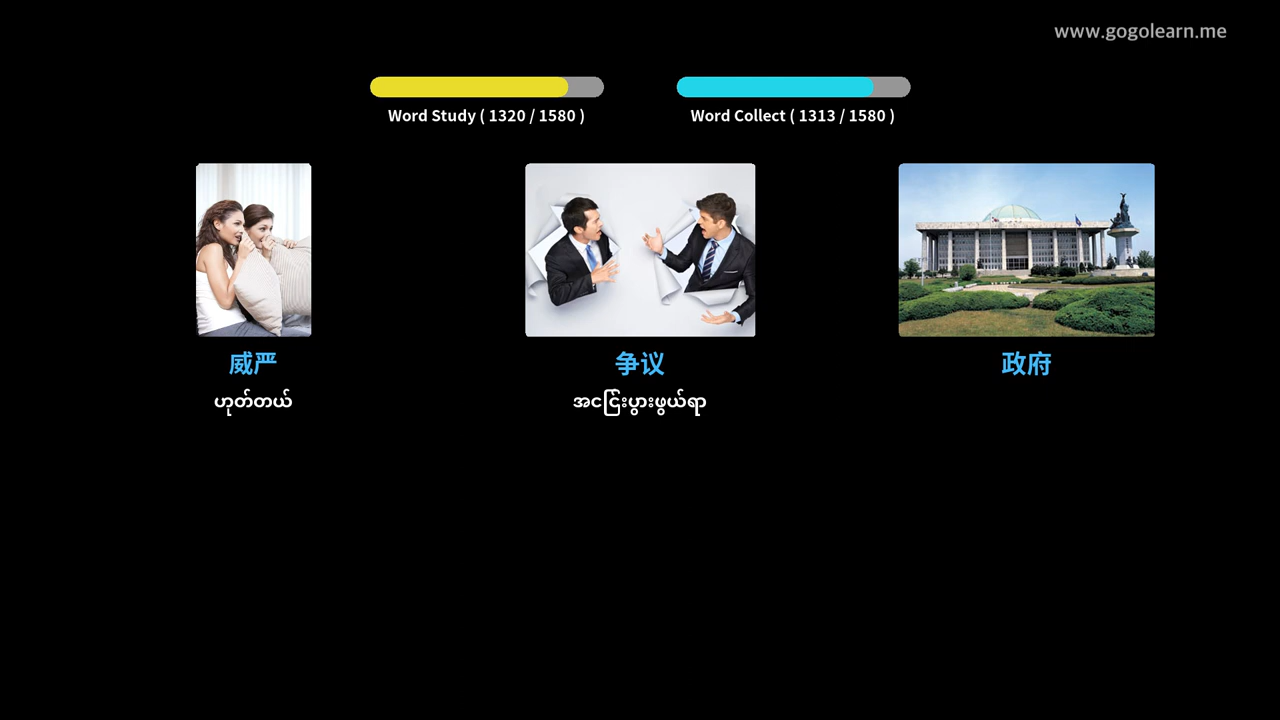 www.gogolearn.me
Word Study ( 1320 / 1580 )
Word Collect ( 1313 / 1580 )
威严
争议
政府
ဟုတ်တယ်
အငငြ်းပွားဖွယ်ရာ